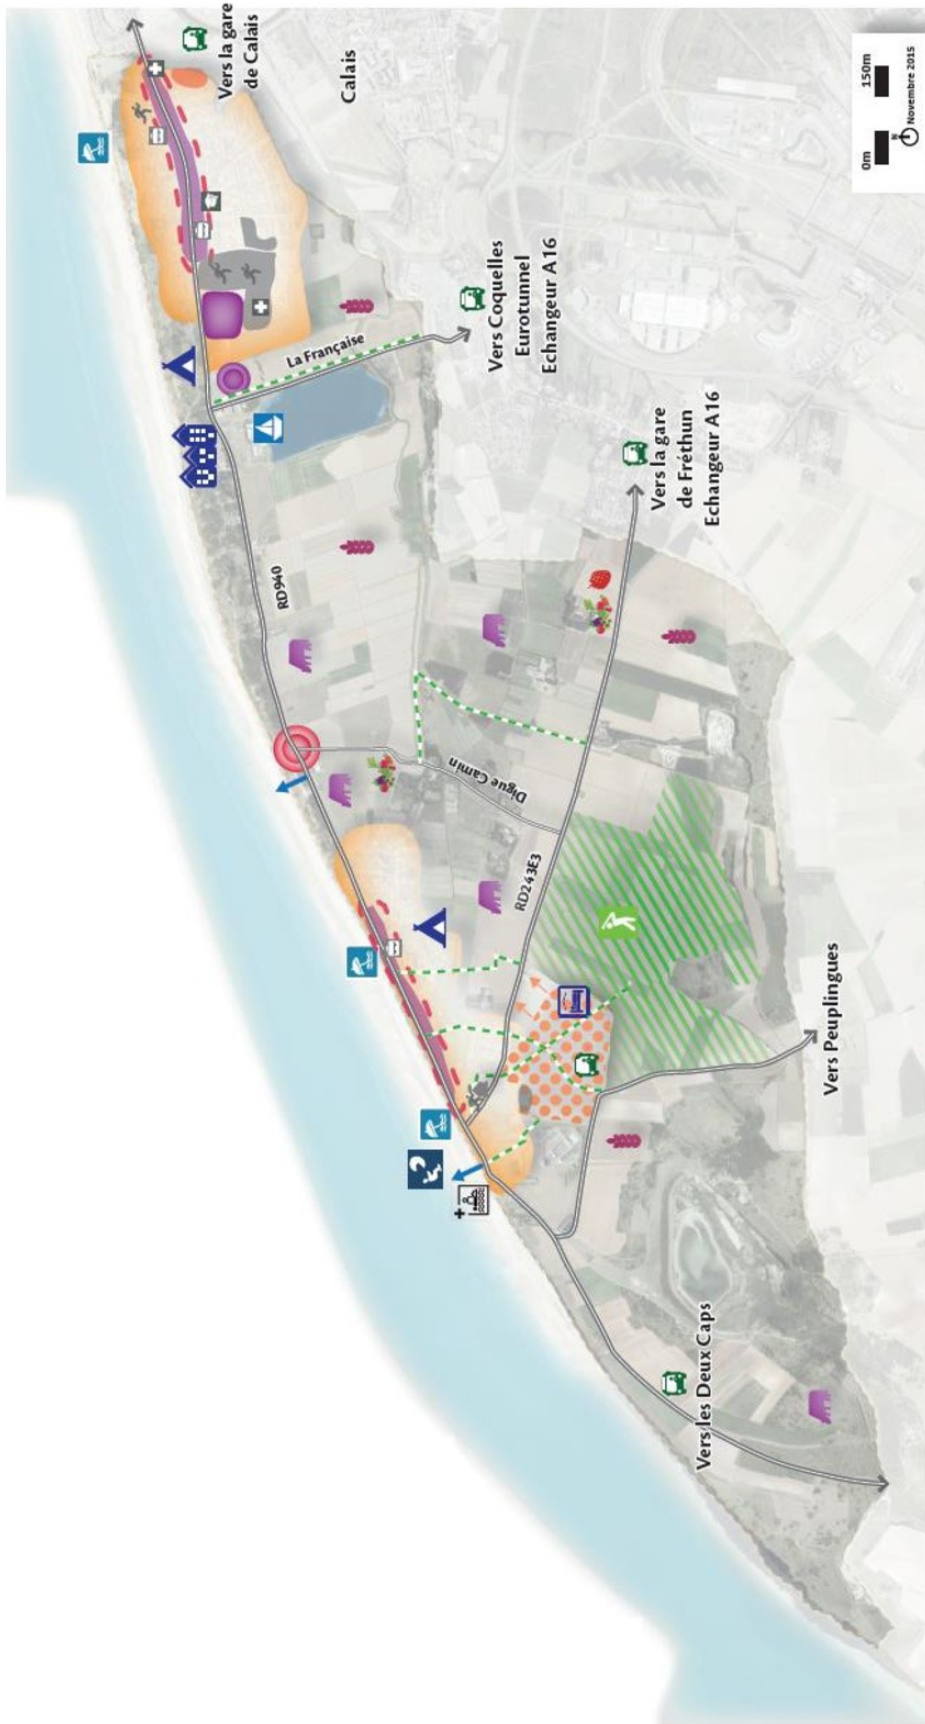 Vers la gare
de Calais
Calais
La Française
Vers Coquelles
Eurotunnel
Echangeur A16
RD940
Vers la gare
de Fréthun
Echangeur A16
Digue Camin
RD243E3
Vers Peuplingues
Vers les Deux Caps
0m
150m
N
Novembre 2015